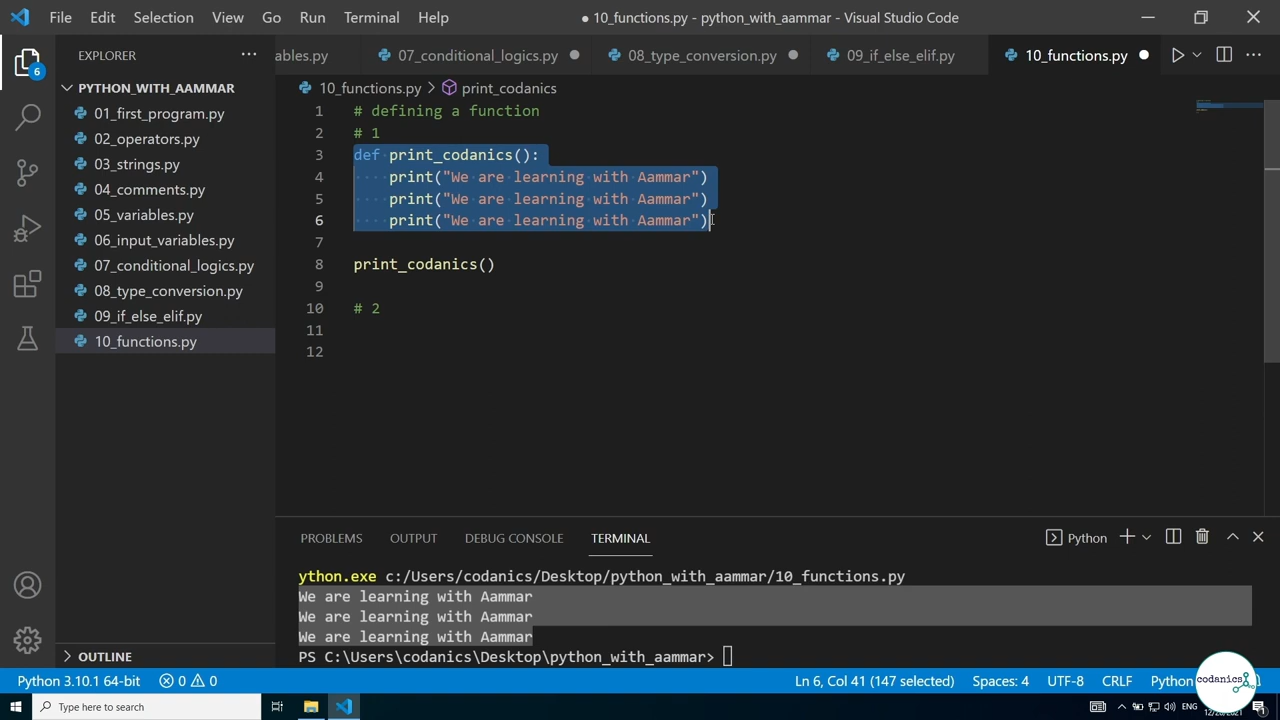 File Edit Selection View Go Run Terminal Help ● 10_functions.py - python_with_aammar - Visual Studio Code
EXPLORER ables.py 07_conditional_logics.py 08_type_conversion.py 09_if_else_elif.py 10_functions.py
6
PYTHON_WITH_AAMMAR
01_first_program.py
02_operators.py
03_strings.py
04_comments.py
05_variables.py
06_input_variables.py
07_conditional_logics.py
08_type_conversion.py
09_if_else_elif.py
10_functions.py
OUTLINE
10_functions.py > print_codanics
1 # defining a function
2 # 1
3 def print_codanics():
4 print("We are learning with Aammar")
5 print("We are learning with Aammar")
6 print("We are learning with Aammar")
7
8 print_codanics()
9
10 # 2
11
12
PROBLEMS OUTPUT DEBUG CONSOLE TERMINAL Python
ython.exe c:/Users/codanics/Desktop/python_with_aammar/10_functions.py
We are learning with Aammar
We are learning with Aammar
We are learning with Aammar
PS C:\Users\codanics\Desktop\python_with_aammar>
Python 3.10.1 64-bit 0 0 Ln 6, Col 41 (147 selected) Spaces: 4 UTF-8 CRLF Python
codanics
Type here to search ENG